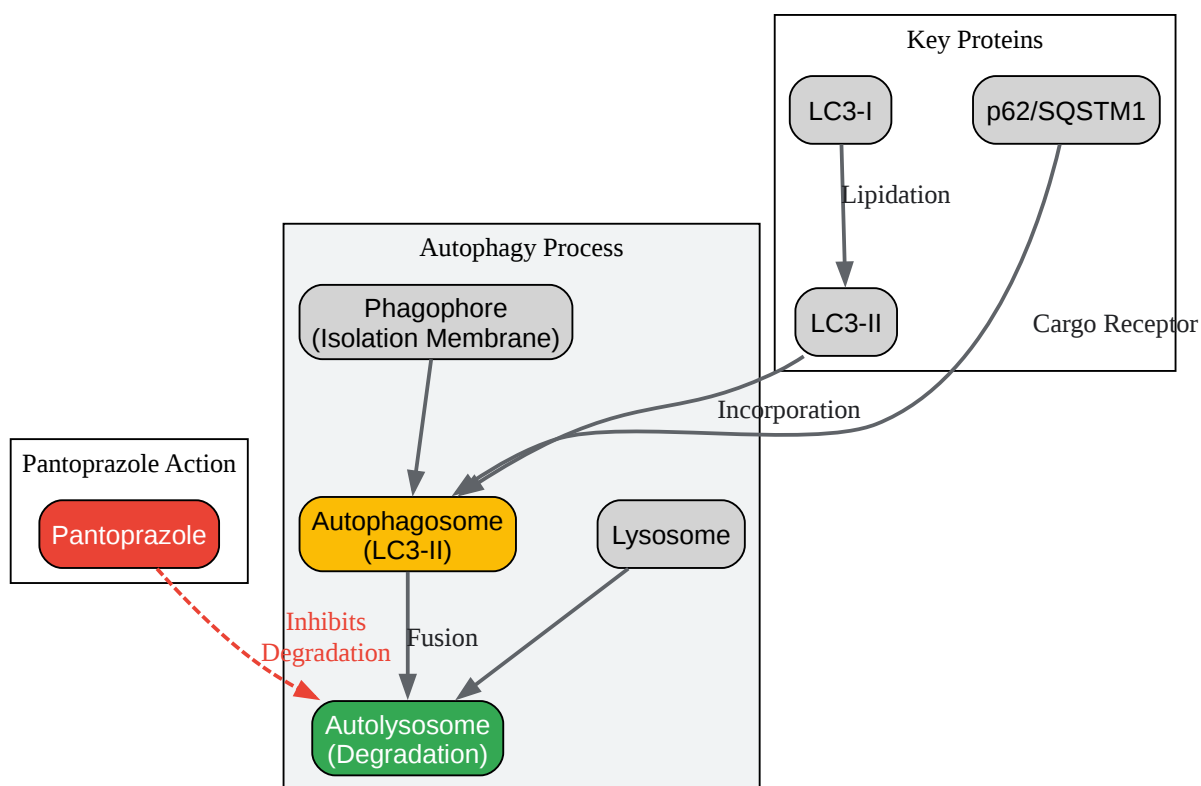 Key Proteins
LC3-I
p62/SQSTM1
Lipidation
LC3-II
Cargo Receptor
Autophagy Process
Phagophore
(Isolation Membrane)
Incorporation
Pantoprazole Action
Pantoprazole
Autophagosome
(LC3-II)
Lysosome
Inhibits
Degradation
Fusion
Autolysosome
(Degradation)